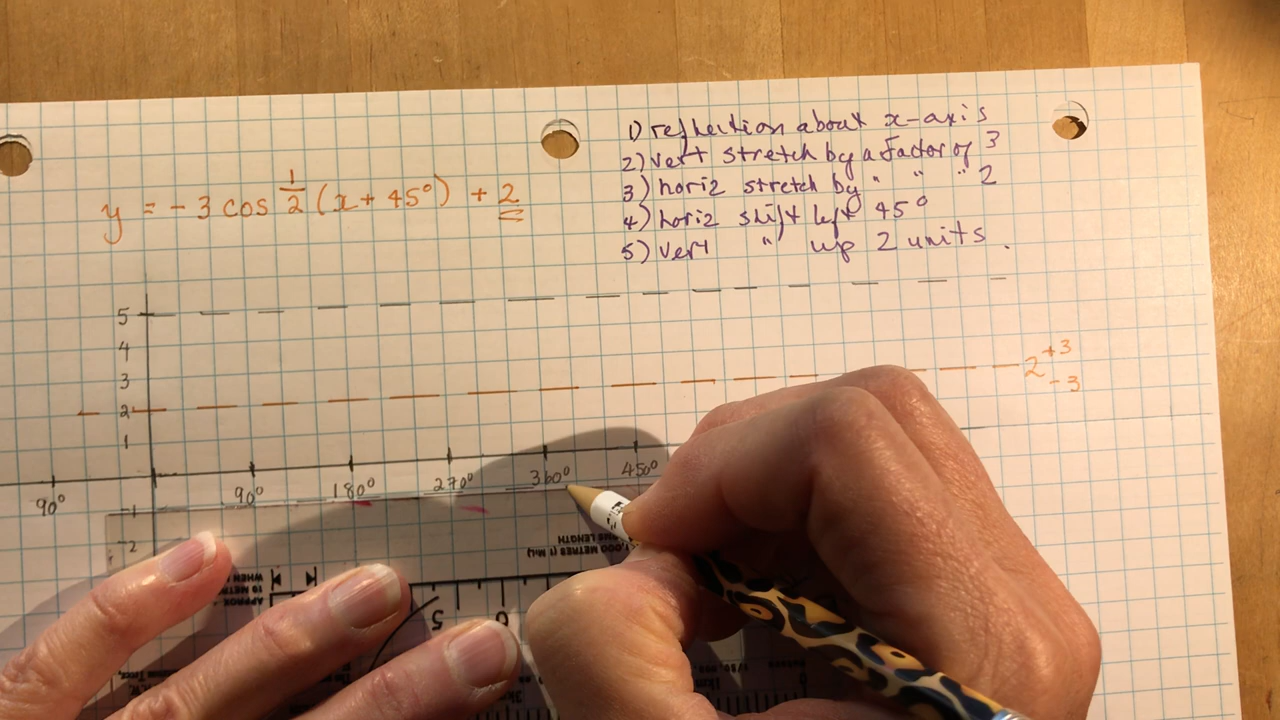 1) reflection about x-axis
2) vert stretch by a factor of 3
3) horiz stretch by " " " 2
4) horiz shift left 45°
5) vert " up 2 units.
y = -3 cos 1/2 (x + 45°) + 2
5
4
3
2
1
-1
-2
2 +3 -3
90° 90° 180° 270° 360° 450°
5 6